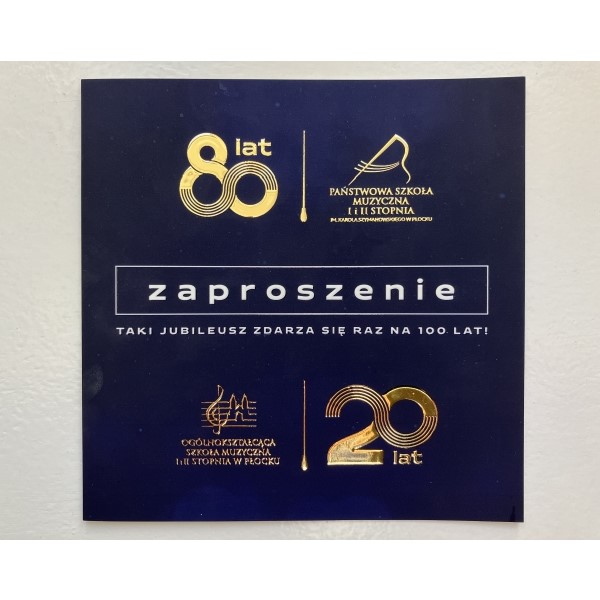 80 lat
PAŃSTWOWA SZKOŁA
MUZYCZNA
I i II STOPNIA
IM. KAROLA SZYMANOWSKIEGO W PŁOCKU
zaproszenie
TAKI JUBILEUSZ ZDARZA SIĘ RAZ NA 100 LAT!
OGÓLNOKSZTAŁCĄCA
SZKOŁA MUZYCZNA
I i II STOPNIA W PŁOCKU
20
lat